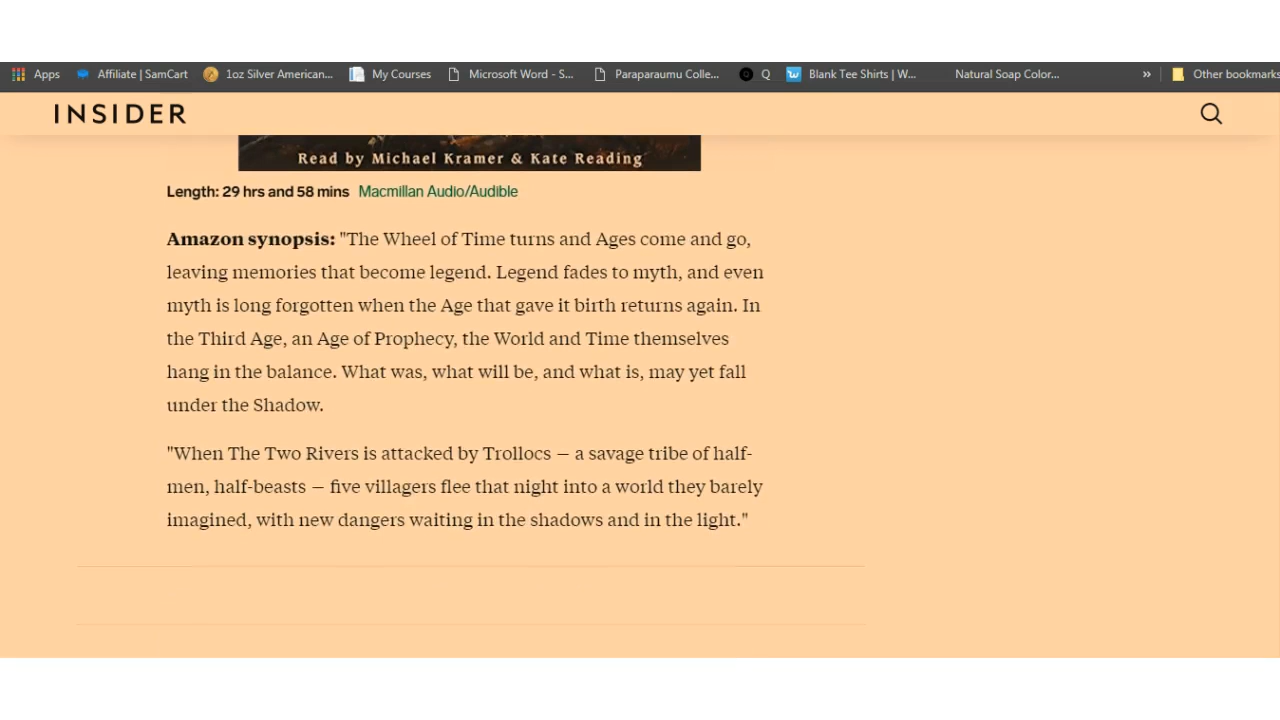 Apps Affiliate | SamCart 1oz Silver American... My Courses Microsoft Word - S... Paraparaumu Colle... Q Blank Tee Shirts | W... Natural Soap Color... » Other bookmarks
INSIDER
Read by Michael Kramer & Kate Reading
Length: 29 hrs and 58 mins Macmillan Audio/Audible
Amazon synopsis: "The Wheel of Time turns and Ages come and go,
leaving memories that become legend. Legend fades to myth, and even
myth is long forgotten when the Age that gave it birth returns again. In
the Third Age, an Age of Prophecy, the World and Time themselves
hang in the balance. What was, what will be, and what is, may yet fall
under the Shadow.
"When The Two Rivers is attacked by Trollocs — a savage tribe of half-
men, half-beasts — five villagers flee that night into a world they barely
imagined, with new dangers waiting in the shadows and in the light."